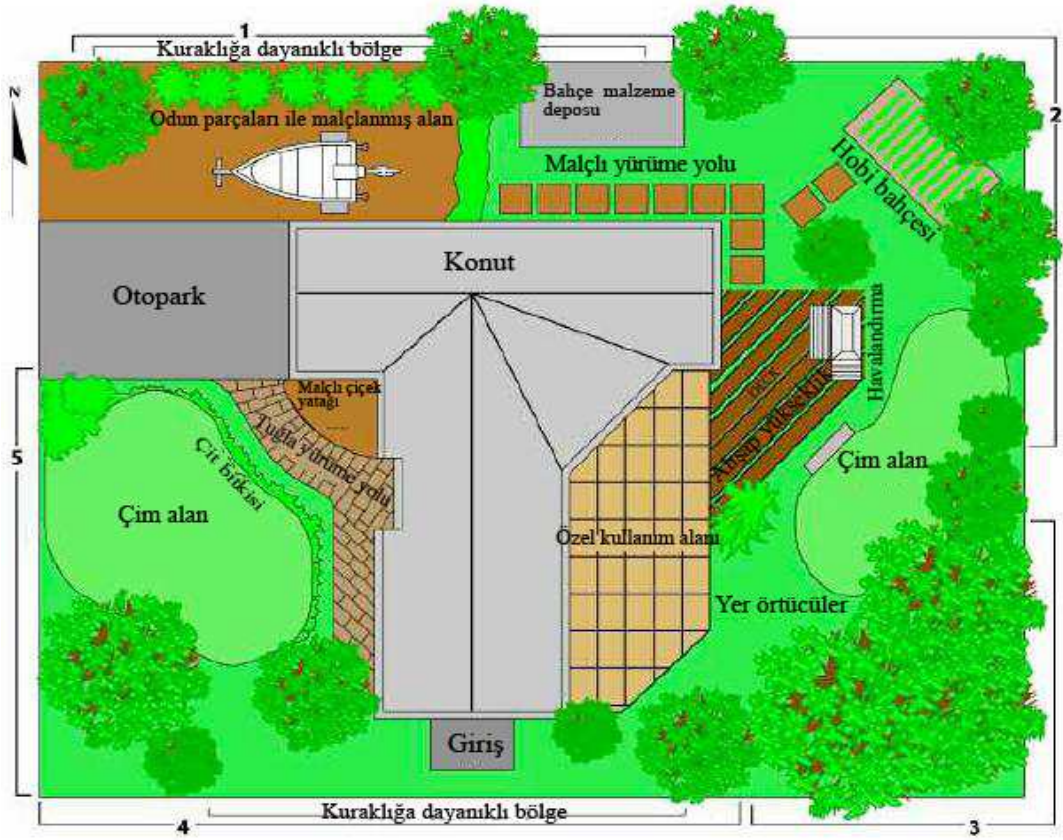 1
Kuraklığa dayanıklı bölge
N
2
Bahçe malzeme
deposu
Odun parçaları ile malçlanmış alan
Malçlı yürüme yolu
Hobi bahçesi
Konut
Otopark
Havalandırma
Malçlı çiçek
yatağı
Ahşap yükseklik
Tuğla yürüme yolu
5
Çit bitkisi
Çim alan
Çim alan
Özel kullanım alanı
Yer örtücüler
Giriş
Kuraklığa dayanıklı bölge
4
3